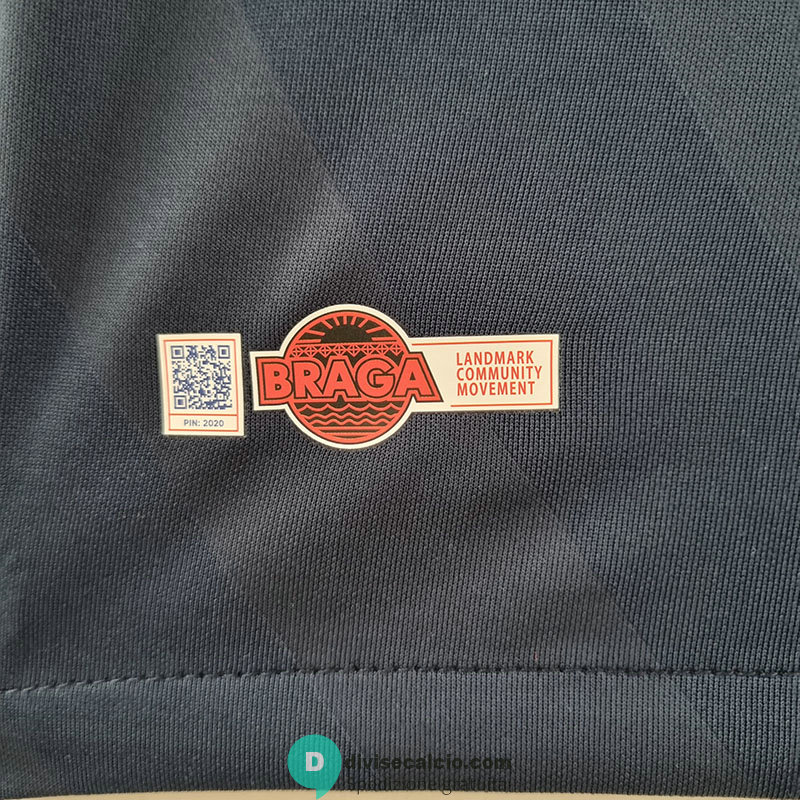 PIN: 2020
BRAGA
LANDMARK
COMMUNITY
MOVEMENT
D
divisecalcio.com